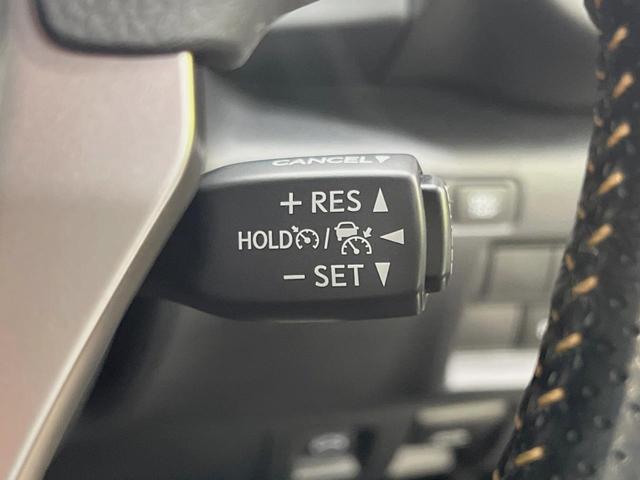 CANCEL▼
+ RES ▲
HOLD / ◀
− SET ▼